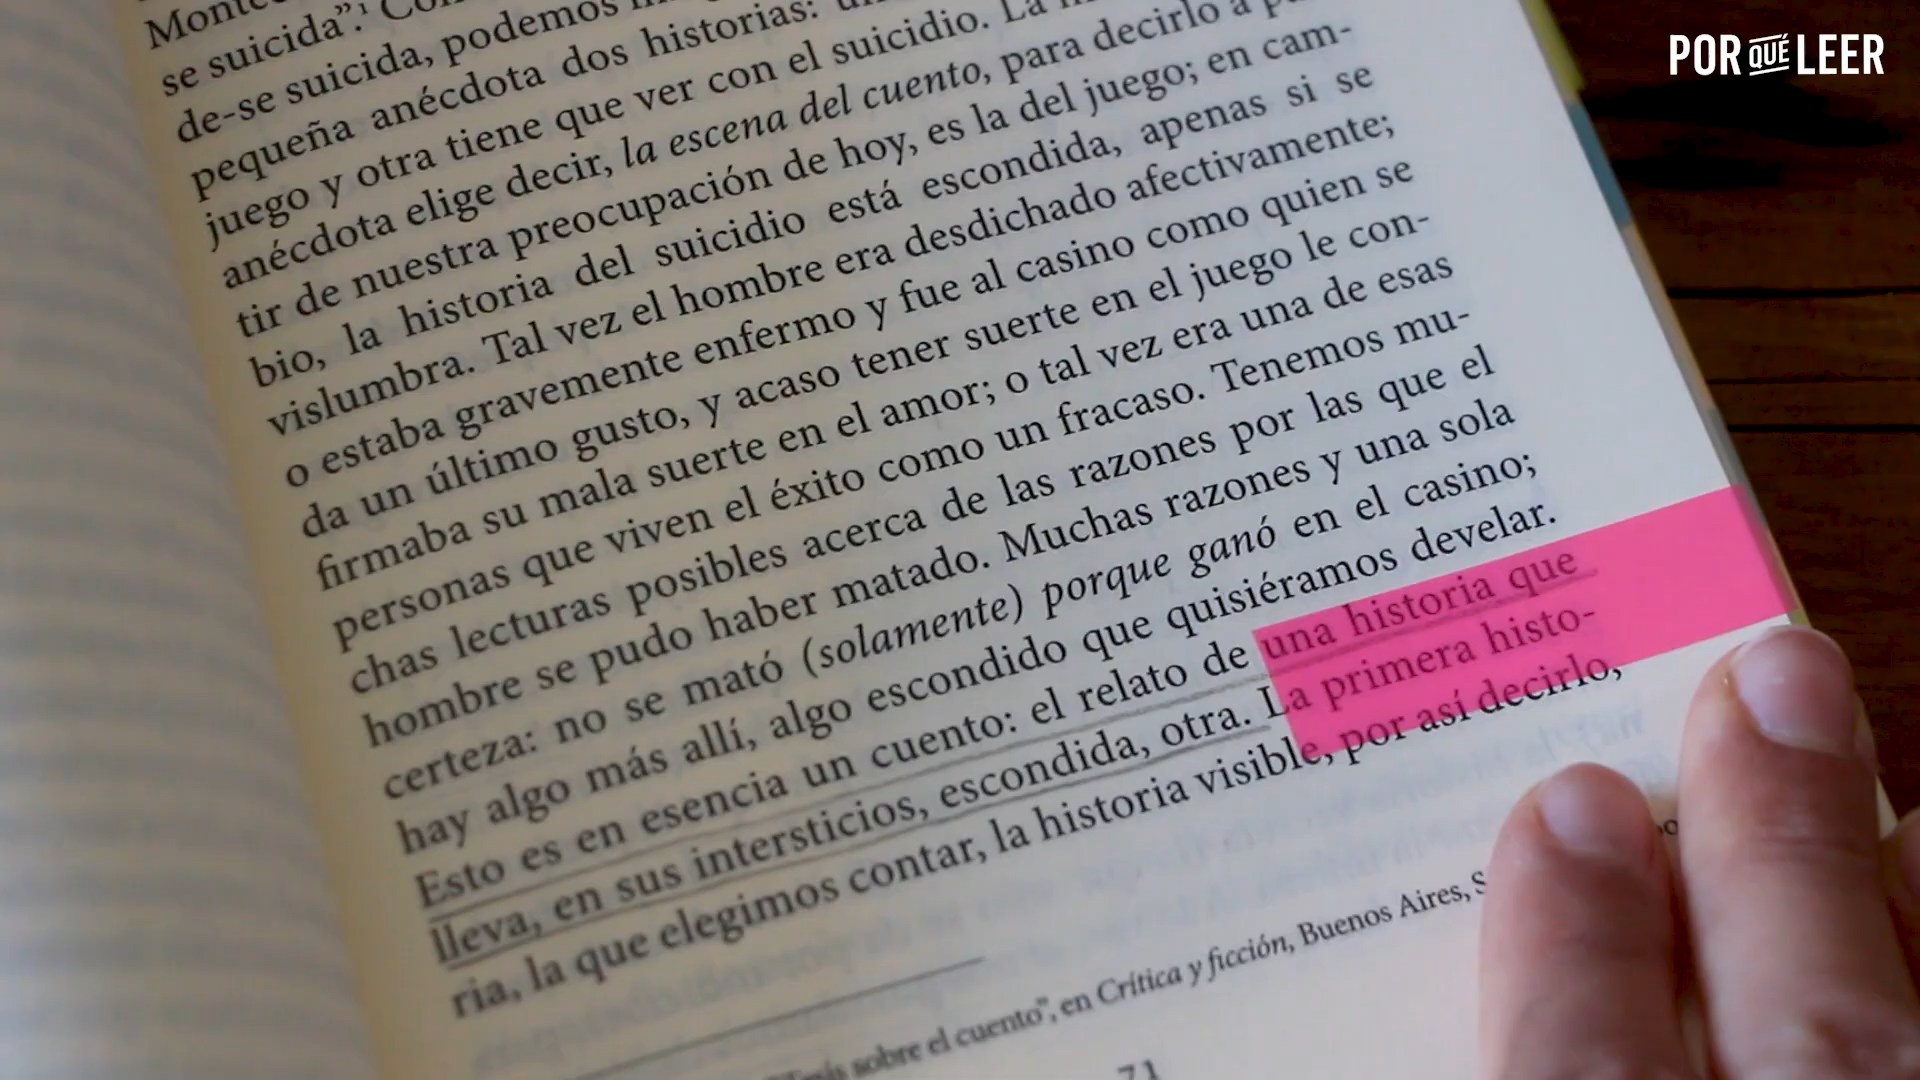 POR QUÉ LEER
se suicida”.¹
de-se suicida, podemos
pequeña anécdota dos historias:
juego y otra tiene que ver con el suicidio. La
anécdota elige decir, la escena del cuento, para decirlo a
tir de nuestra preocupación de hoy, es la del juego; en cam-
bio, la historia del suicidio está escondida, apenas si se
vislumbra. Tal vez el hombre era desdichado afectivamente;
o estaba gravemente enfermo y fue al casino como quien se
da un último gusto, y acaso tener suerte en el juego le con-
firmaba su mala suerte en el amor; o tal vez era una de esas
personas que viven el éxito como un fracaso. Tenemos mu-
chas lecturas posibles acerca de las razones por las que el
hombre se pudo haber matado. Muchas razones y una sola
certeza: no se mató (solamente) porque ganó en el casino;
hay algo más allí, algo escondido que quisiéramos develar.
Esto es en esencia un cuento: el relato de una historia que
lleva, en sus intersticios, escondida, otra. La primera histo-
ria, la que elegimos contar, la historia visible, por así decirlo,
sobre el cuento”, en Crítica y ficción, Buenos Aires,
71